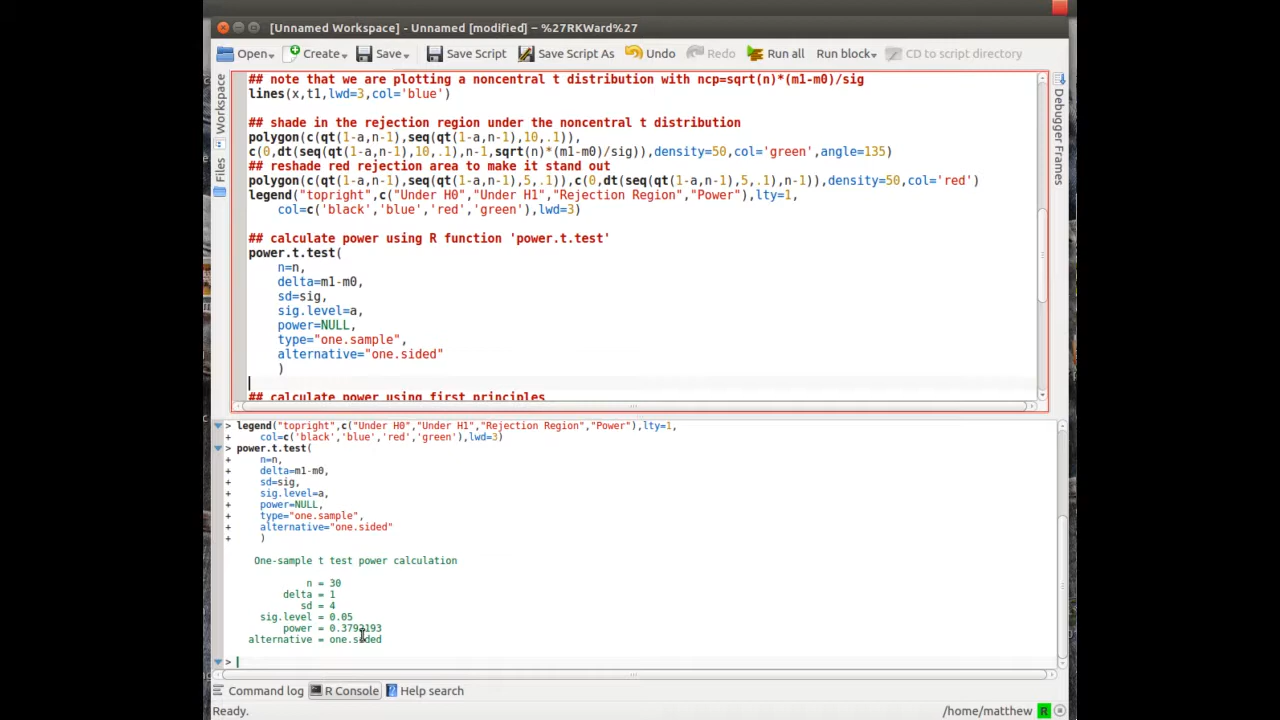 [Unnamed Workspace] - Unnamed [modified] – %27RKWard%27
Open Create Save Save Script Save Script As Undo Redo Run all Run block CD to script directory
Workspace
Files
Debugger Frames
## note that we are plotting a noncentral t distribution with ncp=sqrt(n)*(m1-m0)/sig
lines(x,t1,lwd=3,col='blue')
## shade in the rejection region under the noncentral t distribution
polygon(c(qt(1-a,n-1),seq(qt(1-a,n-1),10,.1)),
c(0,dt(seq(qt(1-a,n-1),10,.1),n-1,sqrt(n)*(m1-m0)/sig)),density=50,col='green',angle=135)
## reshade red rejection area to make it stand out
polygon(c(qt(1-a,n-1),seq(qt(1-a,n-1),5,.1)),c(0,dt(seq(qt(1-a,n-1),5,.1),n-1)),density=50,col='red')
legend("topright",c("Under H0","Under H1","Rejection Region","Power"),lty=1,
col=c('black','blue','red','green'),lwd=3)
## calculate power using R function 'power.t.test'
power.t.test(
n=n,
delta=m1-m0,
sd=sig,
sig.level=a,
power=NULL,
type="one.sample",
alternative="one.sided"
)
## calculate power using first principles
> legend("topright",c("Under H0","Under H1","Rejection Region","Power"),lty=1,
+ col=c('black','blue','red','green'),lwd=3)
> power.t.test(
+ n=n,
+ delta=m1-m0,
+ sd=sig,
+ sig.level=a,
+ power=NULL,
+ type="one.sample",
+ alternative="one.sided"
+ )
One-sample t test power calculation
n = 30
delta = 1
sd = 4
sig.level = 0.05
power =
alternative = one.sided
>
Command log R Console Help search
Ready. /home/matthew R